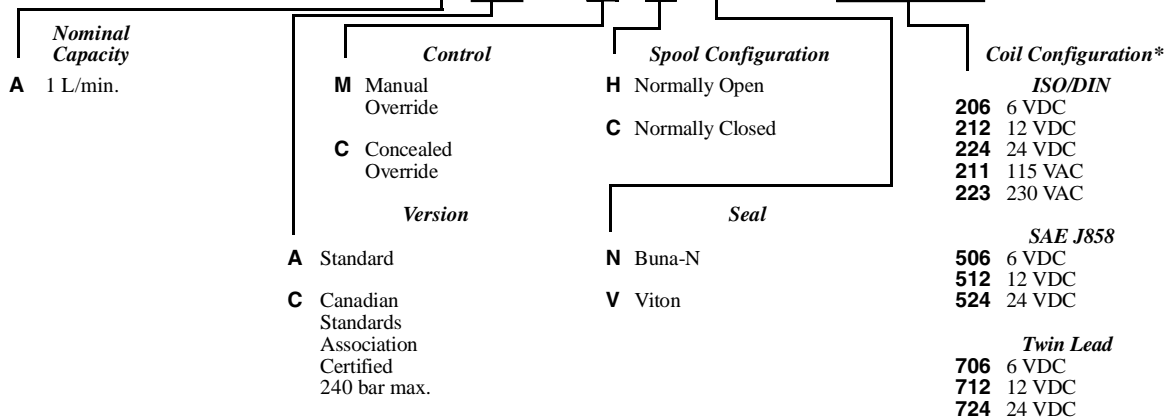 Nominal
Capacity
A 1 L/min.
Control
M Manual
Override
C Concealed
Override
Version
A Standard
C Canadian
Standards
Association
Certified
240 bar max.
Spool Configuration
H Normally Open
C Normally Closed
Seal
N Buna-N
V Viton
Coil Configuration*
ISO/DIN
206 6 VDC
212 12 VDC
224 24 VDC
211 115 VAC
223 230 VAC
SAE J858
506 6 VDC
512 12 VDC
524 24 VDC
Twin Lead
706 6 VDC
712 12 VDC
724 24 VDC